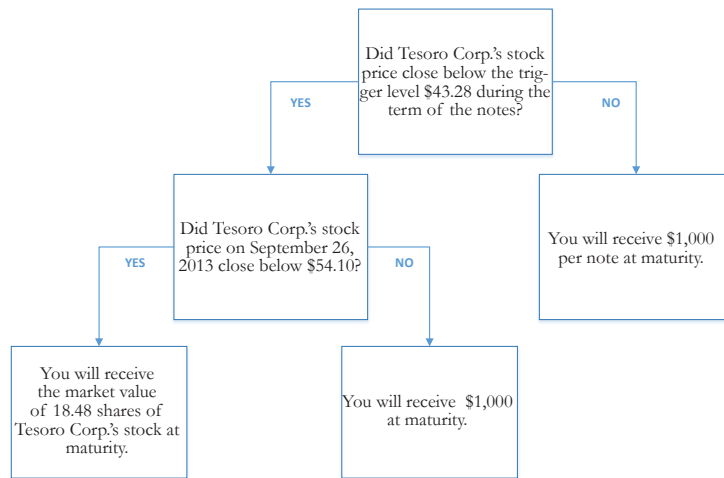 Did Tesoro Corp.'s stock
price close below the trig-
ger level $43.28 during the
term of the notes?
YES
NO
Did Tesoro Corp.'s stock
price on September 26,
2013 close below $54.10?
You will receive $1,000
per note at maturity.
YES
NO
You will receive
the market value
of 18.48 shares of
Tesoro Corp.'s stock at
maturity.
You will receive $1,000
at maturity.